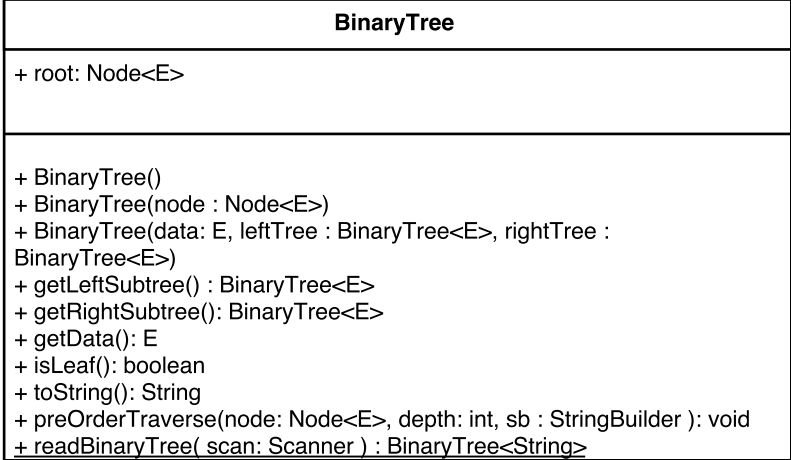 BinaryTree
+ root: Node<E>
+ BinaryTree()
+ BinaryTree(node : Node<E>)
+ BinaryTree(data: E, leftTree : BinaryTree<E>, rightTree :
BinaryTree<E>)
+ getLeftSubtree() : BinaryTree<E>
+ getRightSubtree(): BinaryTree<E>
+ getData(): E
+ isLeaf(): boolean
+ toString(): String
+ preOrderTraverse(node: Node<E>, depth: int, sb : StringBuilder ): void
+ readBinaryTree( scan: Scanner ) : BinaryTree<String>